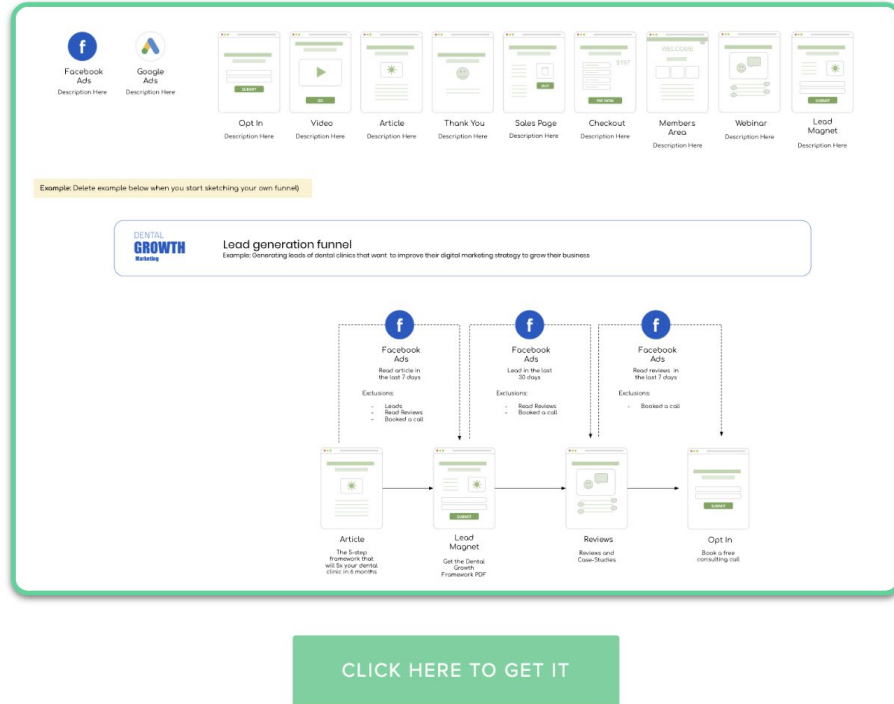 Facebook
Ads
Description Here
Google
Ads
Description Here
SUBMIT
Opt In
Description Here
GO
Video
Description Here
Article
Description Here
Thank You
Description Here
BUY
Sales Page
Description Here
$197
PAY NOW
Checkout
Description Here
WELCOME
Members
Area
Description Here
Webinar
Description Here
SUBMIT
Lead
Magnet
Description Here
Example: Delete example below when you start sketching your own funnel)
DENTAL
GROWTH
Marketing
Lead generation funnel
Example: Generating leads of dental clinics that want to improve their digital marketing strategy to grow their business
Facebook
Ads
Read article in
the last 7 days
Exclusions:
- Leads
- Read Reviews
- Booked a call
Facebook
Ads
Lead in the last
30 days
Exclusions:
- Read Reviews
- Booked a call
Facebook
Ads
Read reviews in
the last 7 days
Exclusions:
- Booked a call
Article
The 5-step
framework that
will 5x your dental
clinic in 6 months
SUBMIT
Lead
Magnet
Get the Dental
Growth
Framework PDF
Reviews
Reviews and
Case-Studies
SUBMIT
Opt In
Book a free
consulting call
CLICK HERE TO GET IT